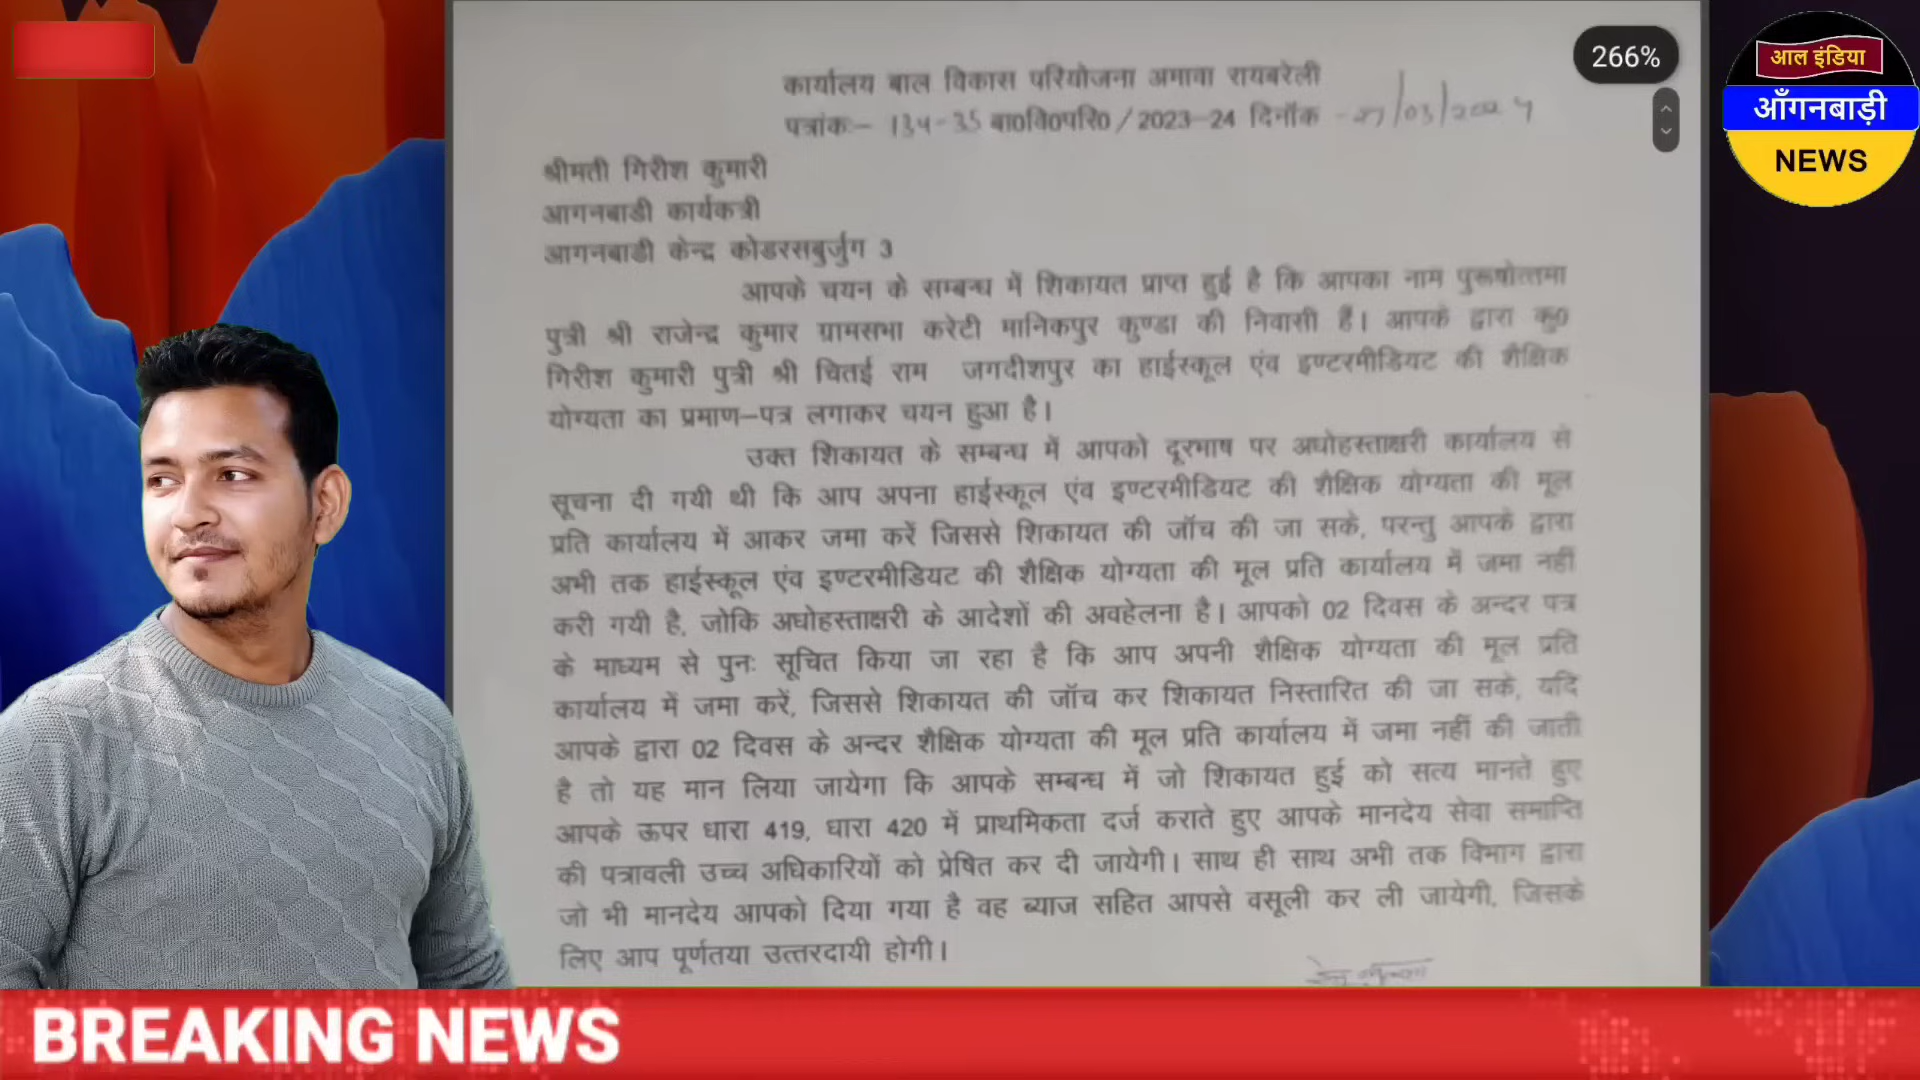 266%
आल इंडिया
आँगनबाड़ी
NEWS
कार्यालय बाल विकास परियोजना अमावा रायबरेली
पत्रांकः– 134-35 बा0वि0परि0/2023-24 दिनॉक /03/2024
श्रीमती गिरीश कुमारी
आगनबाडी कार्यकत्री
आगनबाडी केन्द्र कोडरसबुर्जुग 3
आपके चयन के सम्बन्ध में शिकायत प्राप्त हुई है कि आपका नाम पुरूषोत्तमा
पुत्री श्री राजेन्द्र कुमार ग्रामसभा करेटी मानिकपुर कुण्डा की निवासी हैं। आपके द्वारा कु0
गिरीश कुमारी पुत्री श्री चितई राम जगदीशपुर का हाईस्कूल एंव इण्टरमीडियट की शैक्षिक
योग्यता का प्रमाण–पत्र लगाकर चयन हुआ है।
उक्त शिकायत के सम्बन्ध में आपको दूरभाष पर अधोहस्ताक्षरी कार्यालय से
सूचना दी गयी थी कि आप अपना हाईस्कूल एंव इण्टरमीडियट की शैक्षिक योग्यता की मूल
प्रति कार्यालय में आकर जमा करें जिससे शिकायत की जॉच की जा सके, परन्तु आपके द्वारा
अभी तक हाईस्कूल एंव इण्टरमीडियट की शैक्षिक योग्यता की मूल प्रति कार्यालय में जमा नहीं
करी गयी है, जोकि अधोहस्ताक्षरी के आदेशों की अवहेलना है। आपको 02 दिवस के अन्दर पत्र
के माध्यम से पुनः सूचित किया जा रहा है कि आप अपनी शैक्षिक योग्यता की मूल प्रति
कार्यालय में जमा करें, जिससे शिकायत की जॉच कर शिकायत निस्तारित की जा सके, यदि
आपके द्वारा 02 दिवस के अन्दर शैक्षिक योग्यता की मूल प्रति कार्यालय में जमा नहीं की जाती
है तो यह मान लिया जायेगा कि आपके सम्बन्ध में जो शिकायत हुई को सत्य मानते हुए
आपके ऊपर धारा 419, धारा 420 में प्राथमिकता दर्ज कराते हुए आपके मानदेय सेवा समाप्ति
की पत्रावली उच्च अधिकारियों को प्रेषित कर दी जायेगी। साथ ही साथ अभी तक विभाग द्वारा
जो भी मानदेय आपको दिया गया है वह ब्याज सहित आपसे वसूली कर ली जायेगी, जिसके
लिए आप पूर्णतया उत्तरदायी होगी।
BREAKING NEWS